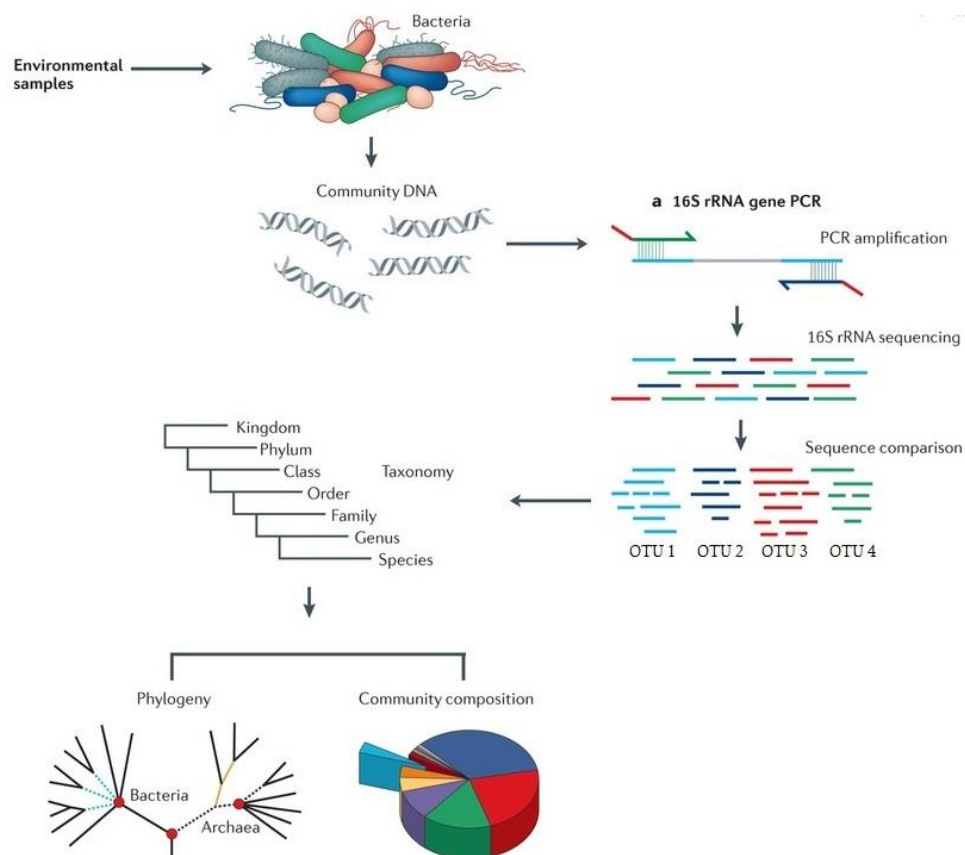 Bacteria
Environmental
samples
Community DNA
a 16S rRNA gene PCR
PCR amplification
16S rRNA sequencing
Sequence comparison
OTU 1 OTU 2 OTU 3 OTU 4
Kingdom
Phylum
Class
Taxonomy
Order
Family
Genus
Species
Phylogeny
Community composition
Bacteria
Archaea